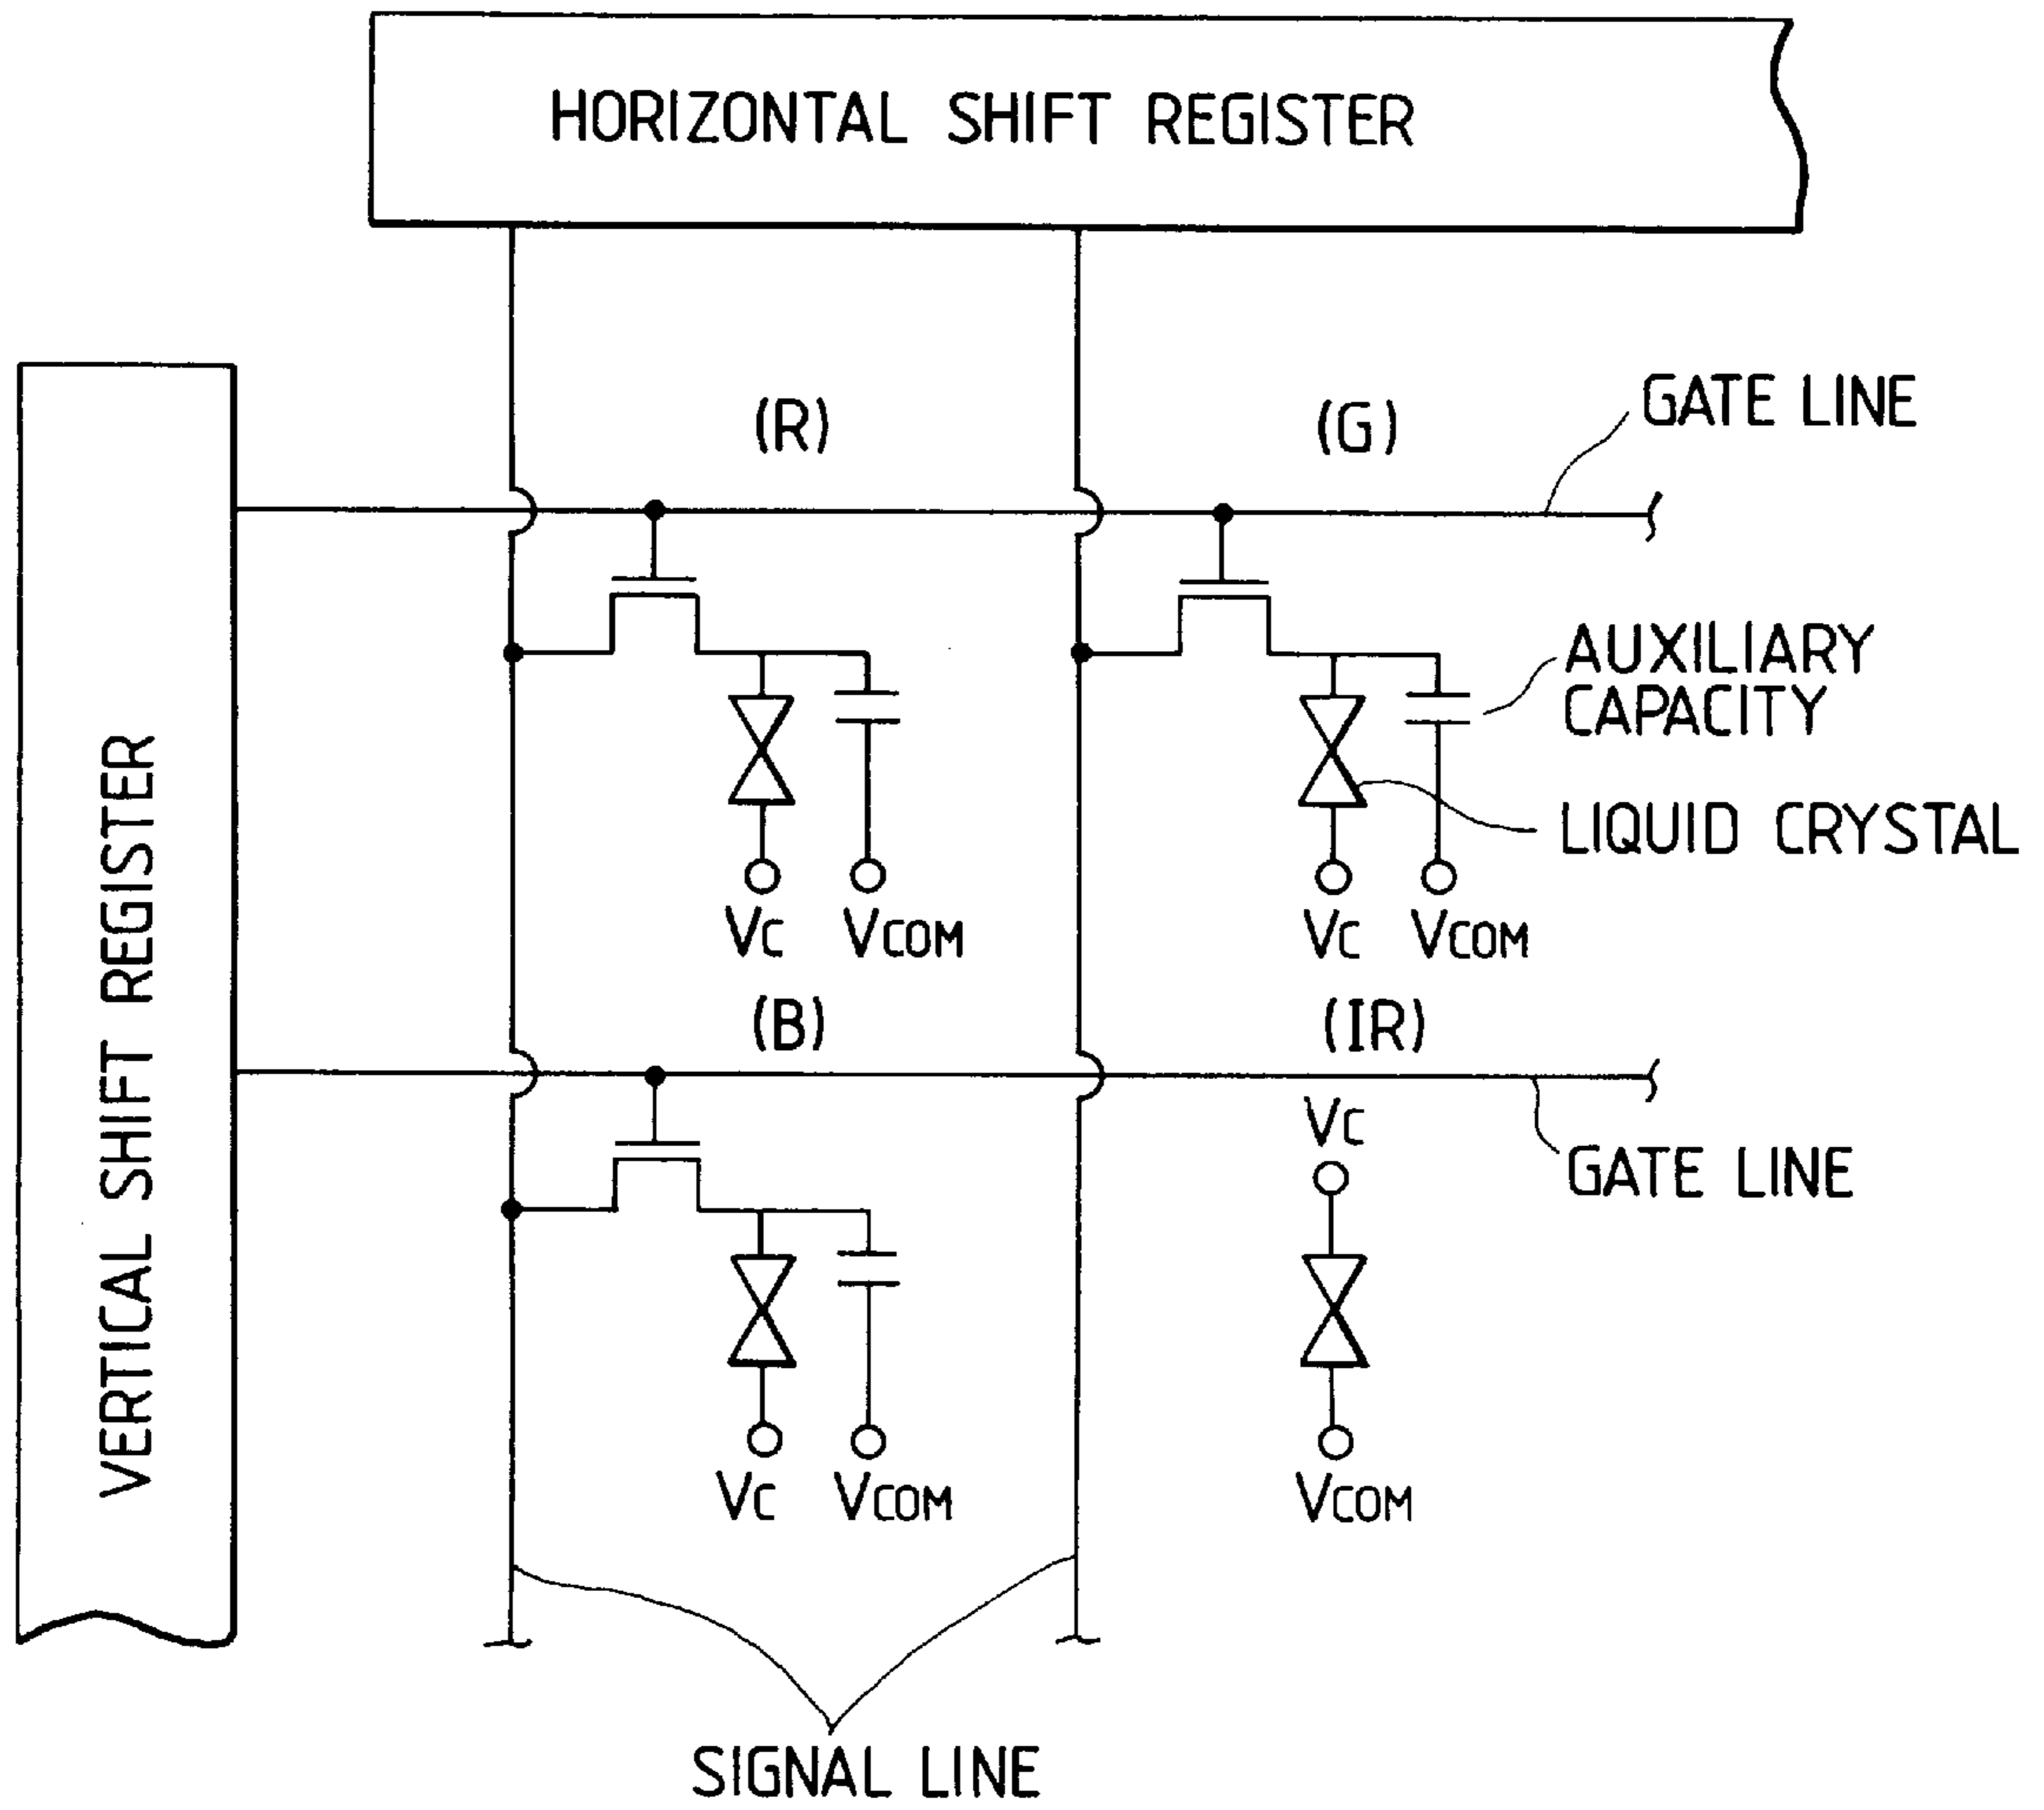 HORIZONTAL SHIFT REGISTER
VERTICAL SHIFT REGISTER
(R)
(G)
GATE LINE
AUXILIARY
CAPACITY
LIQUID CRYSTAL
VC
VCOM
VC
VCOM
(B)
(IR)
VC
GATE LINE
VC
VCOM
VCOM
SIGNAL LINE